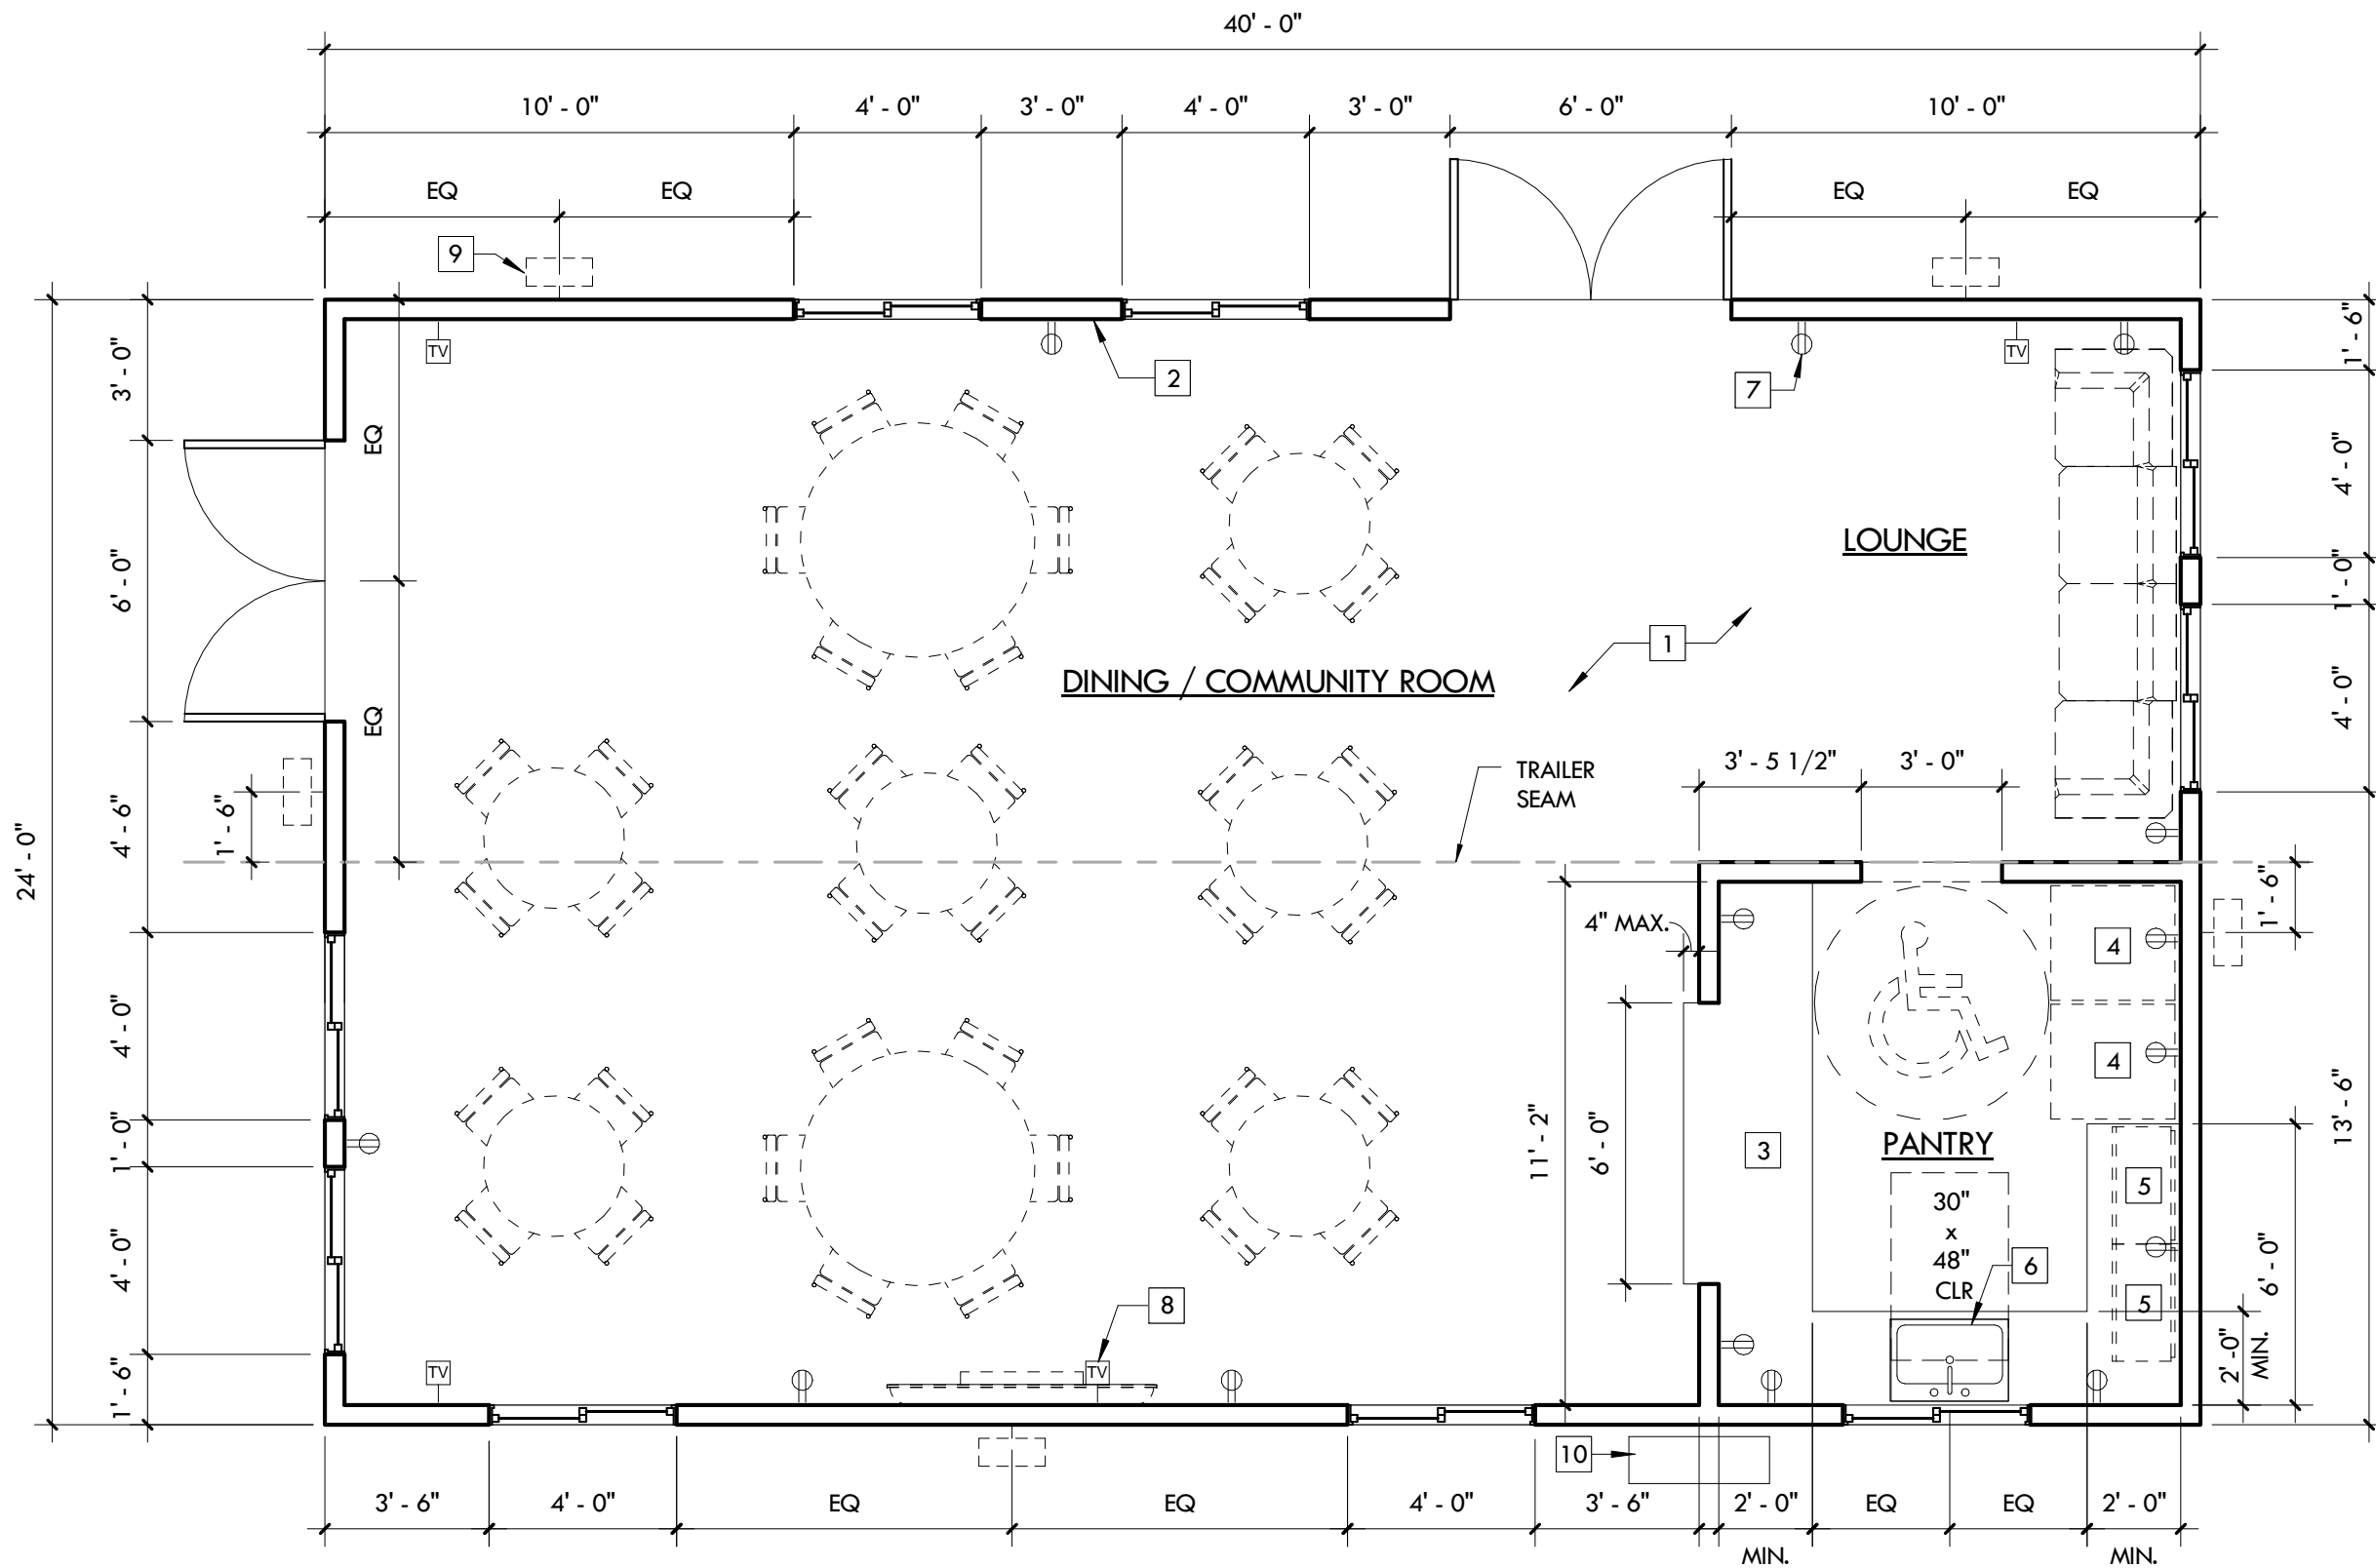 40' - 0"
10' - 0"
4' - 0"
3' - 0"
4' - 0"
3' - 0"
6' - 0"
10' - 0"
EQ
EQ
EQ
EQ
9
TV
2
7
TV
3' - 0"
EQ
1' - 6"
4' - 0"
LOUNGE
6' - 0"
1' - 0"
1
DINING / COMMUNITY ROOM
EQ
4' - 0"
24' - 0"
4' - 6"
1' - 6"
TRAILER
SEAM
3' - 5 1/2"
3' - 0"
4" MAX.
4
1' - 6"
4' - 0"
4
1' - 0"
11' - 2"
6' - 0"
3
PANTRY
13' - 6"
5
30"
x
48"
CLR
6
5
4' - 0"
6' - 0"
8
2' -0"
MIN.
1' - 6"
TV
TV
10
3' - 6"
4' - 0"
EQ
EQ
4' - 0"
3' - 6"
2' - 0"
EQ
EQ
2' - 0"
MIN.
MIN.